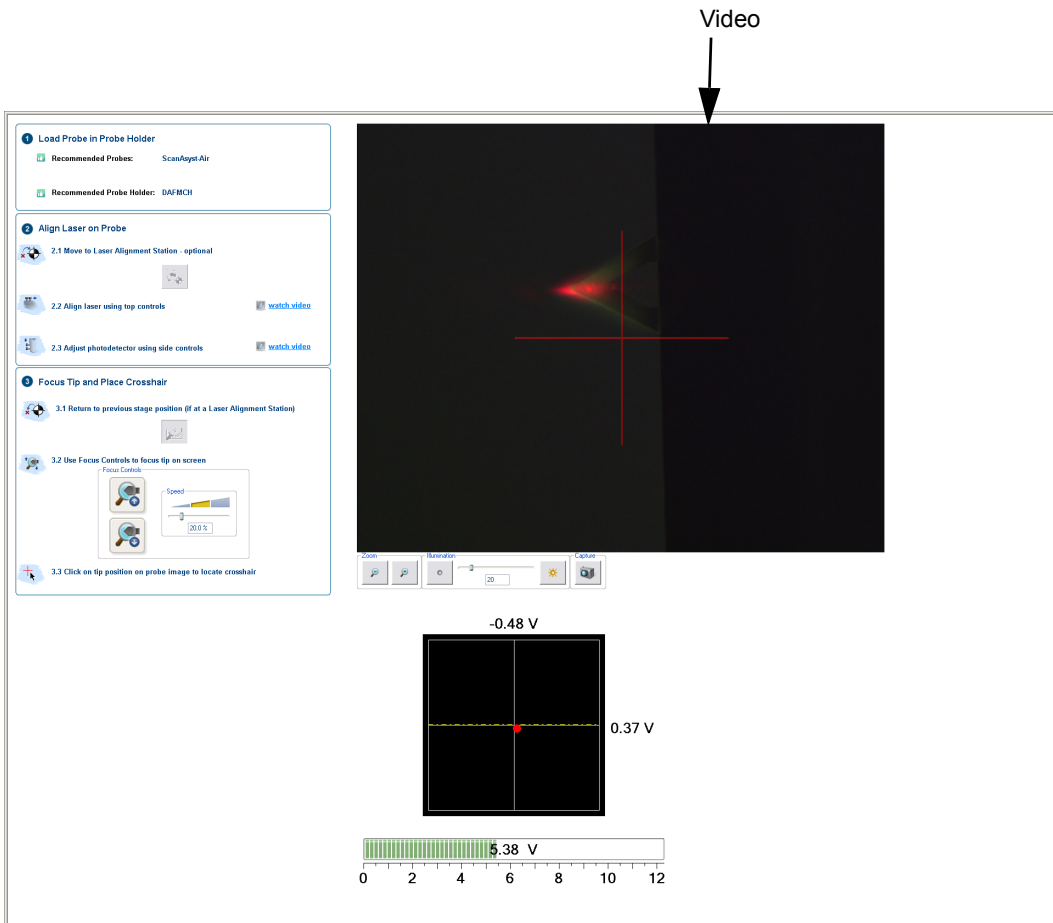 Video
1 Load Probe in Probe Holder
Recommended Probes: ScanAsyst-Air
Recommended Probe Holder: DAFMCH
2 Align Laser on Probe
2.1 Move to Laser Alignment Station - optional
2.2 Align laser using top controls watch video
2.3 Adjust photodetector using side controls watch video
3 Focus Tip and Place Crosshair
3.1 Return to previous stage position (if at a Laser Alignment Station)
3.2 Use Focus Controls to focus tip on screen
Focus Controls
Speed
20.0 %
3.3 Click on tip position on probe image to locate crosshair
Zoom Illumination Capture
20
-0.48 V
0.37 V
5.38 V
0 2 4 6 8 10 12